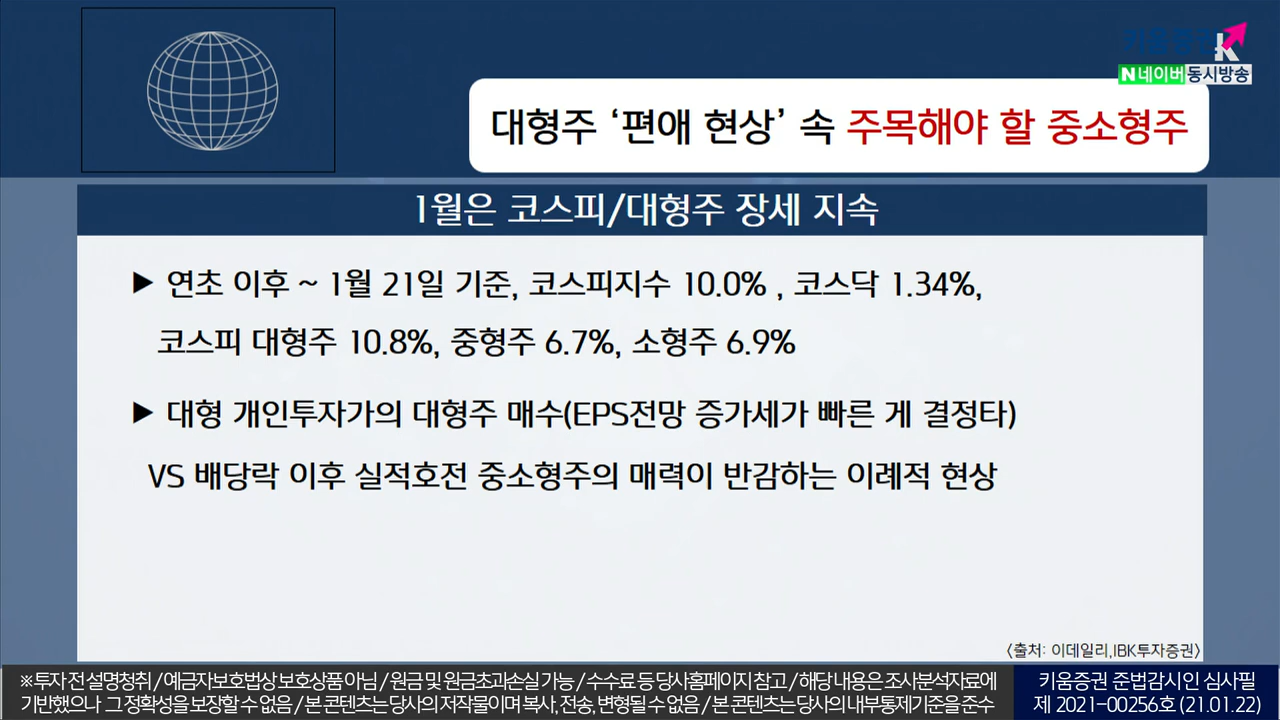 키움증권
N 네이버 동시방송
대형주 ‘편애 현상’ 속 주목해야 할 중소형주
1월은 코스피/대형주 장세 지속
▶ 연초 이후 ~ 1월 21일 기준, 코스피지수 10.0% , 코스닥 1.34%,
코스피 대형주 10.8%, 중형주 6.7%, 소형주 6.9%
▶ 대형 개인투자가의 대형주 매수(EPS전망 증가세가 빠른 게 결정타)
VS 배당락 이후 실적호전 중소형주의 매력이 반감하는 이례적 현상
<출처: 이데일리,IBK투자증권>
※ 투자 전 설명청취 / 예금자보호법상 보호상품 아님 / 원금 및 원금초과손실 가능 / 수수료 등 당사홈페이지 참고 / 해당 내용은 조사분석자료에
기반했으나 그 정확성을 보장할 수 없음 / 본 콘텐츠는 당사의 저작물이며 복사, 전송, 변형될 수 없음 / 본 콘텐츠는 당사의 내부통제기준을 준수
키움증권 준법감시인 심사필
제 2021-00256호 (21.01.22)